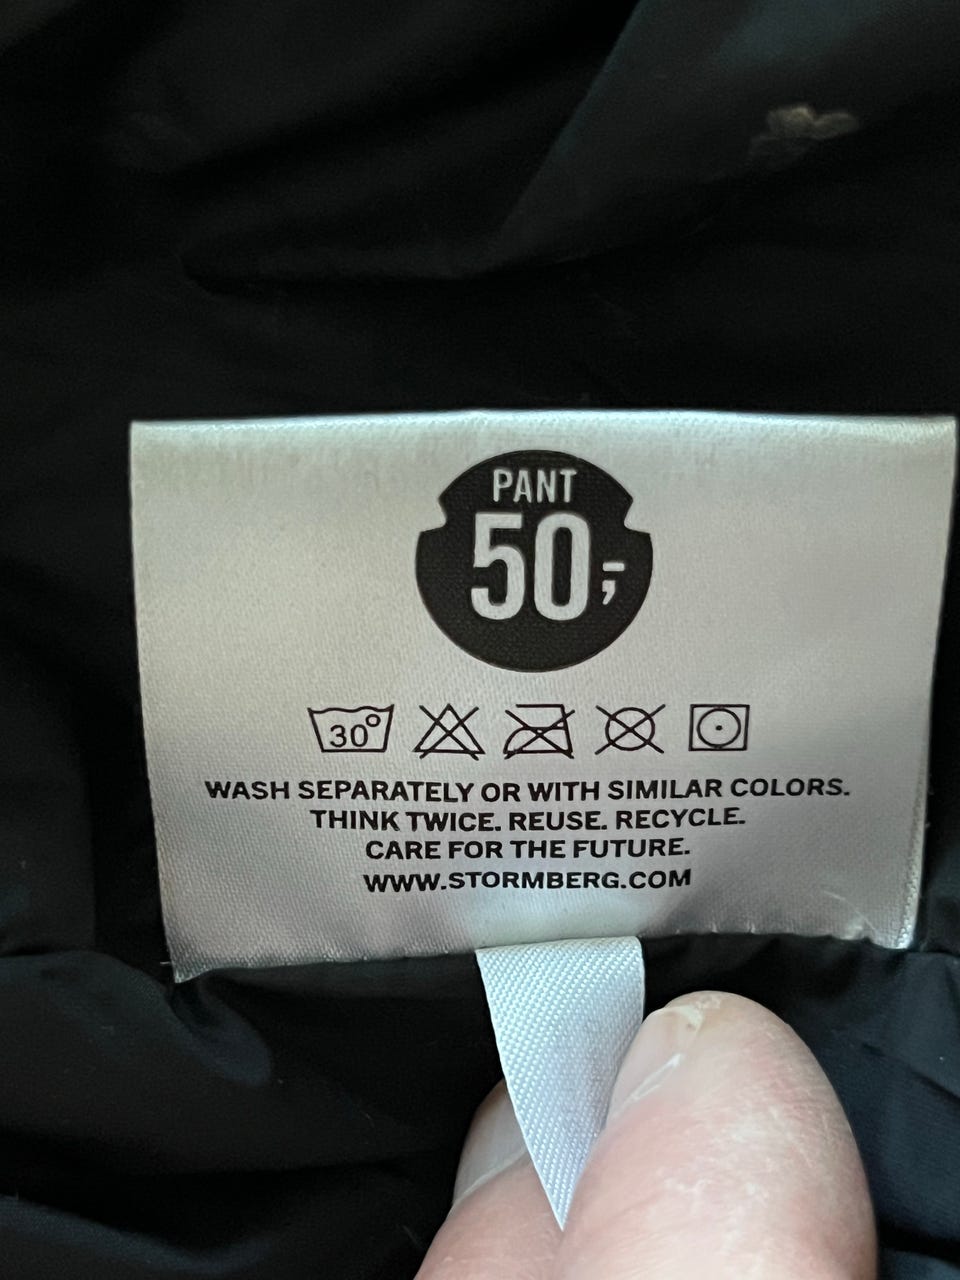 PANT
50,-
30°
WASH SEPARATELY OR WITH SIMILAR COLORS.
THINK TWICE. REUSE. RECYCLE.
CARE FOR THE FUTURE.
WWW.STORMBERG.COM